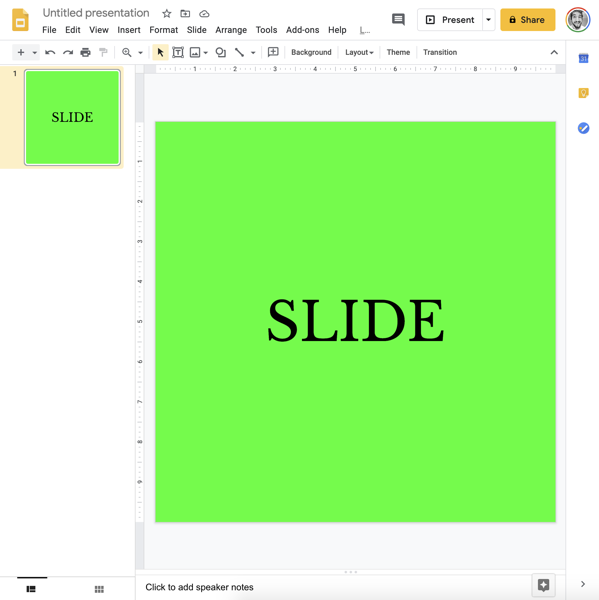 Untitled presentation
File Edit View Insert Format Slide Arrange Tools Add-ons Help L...
Present
Share
Background Layout Theme Transition
1 2 3 4 5 6 7 8 9
1
SLIDE
1
2
3
4
5
6
7
8
9
SLIDE
31
Click to add speaker notes